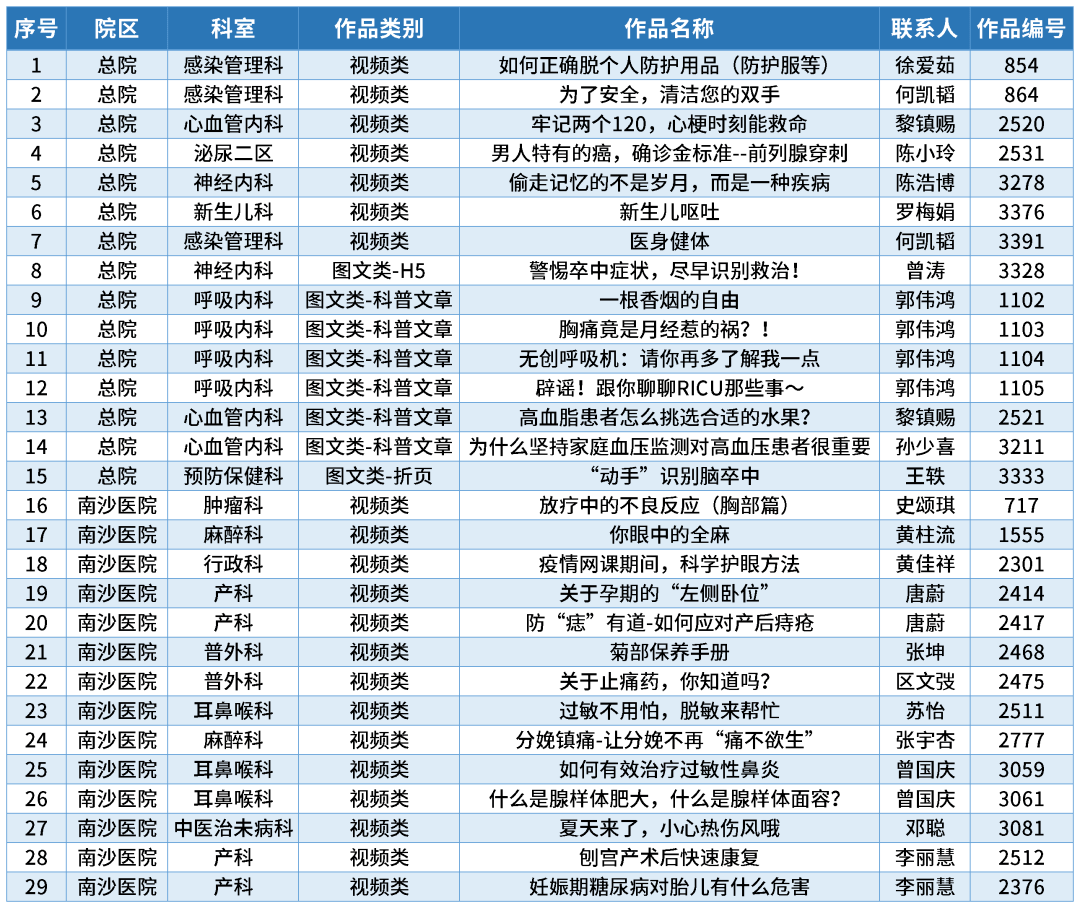 序号 院区 科室 作品类别 作品名称 联系人 作品编号
1 总院 感染管理科 视频类 如何正确脱个人防护用品（防护服等） 徐爱茹 854
2 总院 感染管理科 视频类 为了安全，清洁您的双手 何凯韬 864
3 总院 心血管内科 视频类 牢记两个120，心梗时刻能救命 黎镇赐 2520
4 总院 泌尿二区 视频类 男人特有的癌，确诊金标准--前列腺穿刺 陈小玲 2531
5 总院 神经内科 视频类 偷走记忆的不是岁月，而是一种疾病 陈浩博 3278
6 总院 新生儿科 视频类 新生儿呕吐 罗梅娟 3376
7 总院 感染管理科 视频类 医身健体 何凯韬 3391
8 总院 神经内科 图文类-H5 警惕卒中症状，尽早识别救治！ 曾涛 3328
9 总院 呼吸内科 图文类-科普文章 一根香烟的自由 郭伟鸿 1102
10 总院 呼吸内科 图文类-科普文章 胸痛竟是月经惹的祸？！ 郭伟鸿 1103
11 总院 呼吸内科 图文类-科普文章 无创呼吸机：请你再多了解我一点 郭伟鸿 1104
12 总院 呼吸内科 图文类-科普文章 辟谣！跟你聊聊RICU那些事～ 郭伟鸿 1105
13 总院 心血管内科 图文类-科普文章 高血脂患者怎么挑选合适的水果？ 黎镇赐 2521
14 总院 心血管内科 图文类-科普文章 为什么坚持家庭血压监测对高血压患者很重要 孙少喜 3211
15 总院 预防保健科 图文类-折页 “动手”识别脑卒中 王轶 3333
16 南沙医院 肿瘤科 视频类 放疗中的不良反应（胸部篇） 史颂琪 717
17 南沙医院 麻醉科 视频类 你眼中的全麻 黄柱流 1555
18 南沙医院 行政科 视频类 疫情网课期间，科学护眼方法 黄佳祥 2301
19 南沙医院 产科 视频类 关于孕期的“左侧卧位” 唐蔚 2414
20 南沙医院 产科 视频类 防“痣”有道-如何应对产后痔疮 唐蔚 2417
21 南沙医院 普外科 视频类 菊部保养手册 张坤 2468
22 南沙医院 普外科 视频类 关于止痛药，你知道吗？ 区文弢 2475
23 南沙医院 耳鼻喉科 视频类 过敏不用怕，脱敏来帮忙 苏怡 2511
24 南沙医院 麻醉科 视频类 分娩镇痛-让分娩不再“痛不欲生” 张宇杏 2777
25 南沙医院 耳鼻喉科 视频类 如何有效治疗过敏性鼻炎 曾国庆 3059
26 南沙医院 耳鼻喉科 视频类 什么是腺样体肥大，什么是腺样体面容？ 曾国庆 3061
27 南沙医院 中医治未病科 视频类 夏天来了，小心热伤风哦 邓聪 3081
28 南沙医院 产科 视频类 刨宫产术后快速康复 李丽慧 2512
29 南沙医院 产科 视频类 妊娠期糖尿病对胎儿有什么危害 李丽慧 2376